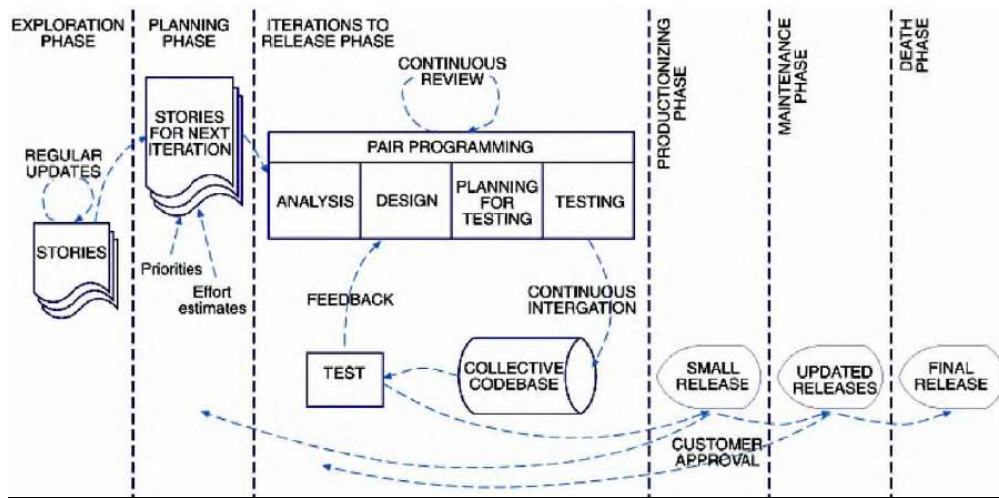 EXPLORATION
PHASE
PLANNING
PHASE
ITERATIONS TO
RELEASE PHASE
PRODUCTIONIZING
PHASE
MAINTENANCE
PHASE
DEATH
PHASE
CONTINUOUS
REVIEW
REGULAR
UPDATES
STORIES
STORIES
FOR NEXT
ITERATION
Priorities
Effort
estimates
PAIR PROGRAMMING
ANALYSIS
DESIGN
PLANNING
FOR
TESTING
TESTING
FEEDBACK
CONTINUOUS
INTERGATION
TEST
COLLECTIVE
CODEBASE
SMALL
RELEASE
UPDATED
RELEASES
FINAL
RELEASE
CUSTOMER
APPROVAL